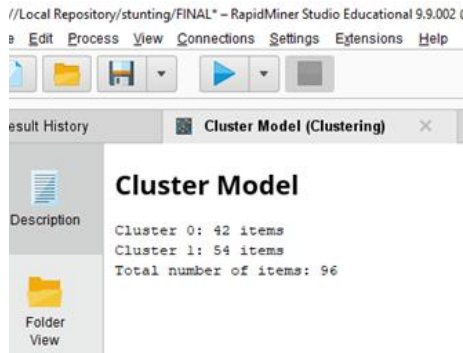 //Local Repository/stunting/FINAL* – RapidMiner Studio Educational 9.9.002
Edit Process View Connections Settings Extensions Help
esult History
Cluster Model (Clustering)
Description
Cluster Model
Cluster 0: 42 items
Cluster 1: 54 items
Total number of items: 96
Folder
View